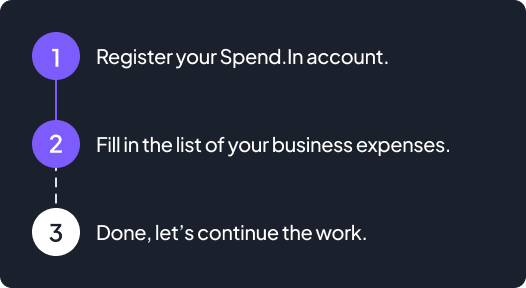 1 Register your Spend.In account.
2 Fill in the list of your business expenses.
3 Done, let’s continue the work.